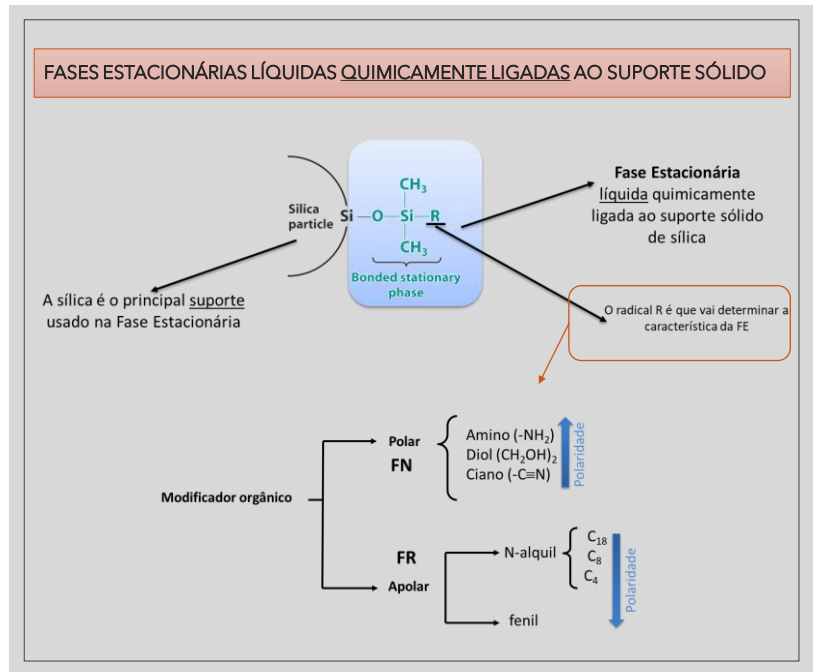 FASES ESTACIONÁRIAS LÍQUIDAS QUIMICAMENTE LIGADAS AO SUPORTE SÓLIDO
Silica
particle
Si—O—Si—R
CH₃
CH₃
Bonded stationary
phase
Fase Estacionária
líquida quimicamente
ligada ao suporte sólido
de sílica
A sílica é o principal suporte
usado na Fase Estacionária
O radical R é que vai determinar a
característica da FE
Modificador orgânico
Polar
FN
Amino (-NH₂)
Diol (CH₂OH)₂
Ciano (-C≡N)
Polaridade
FR
Apolar
N-alquil
C₁₈
C₈
C₄
Polaridade
fenil